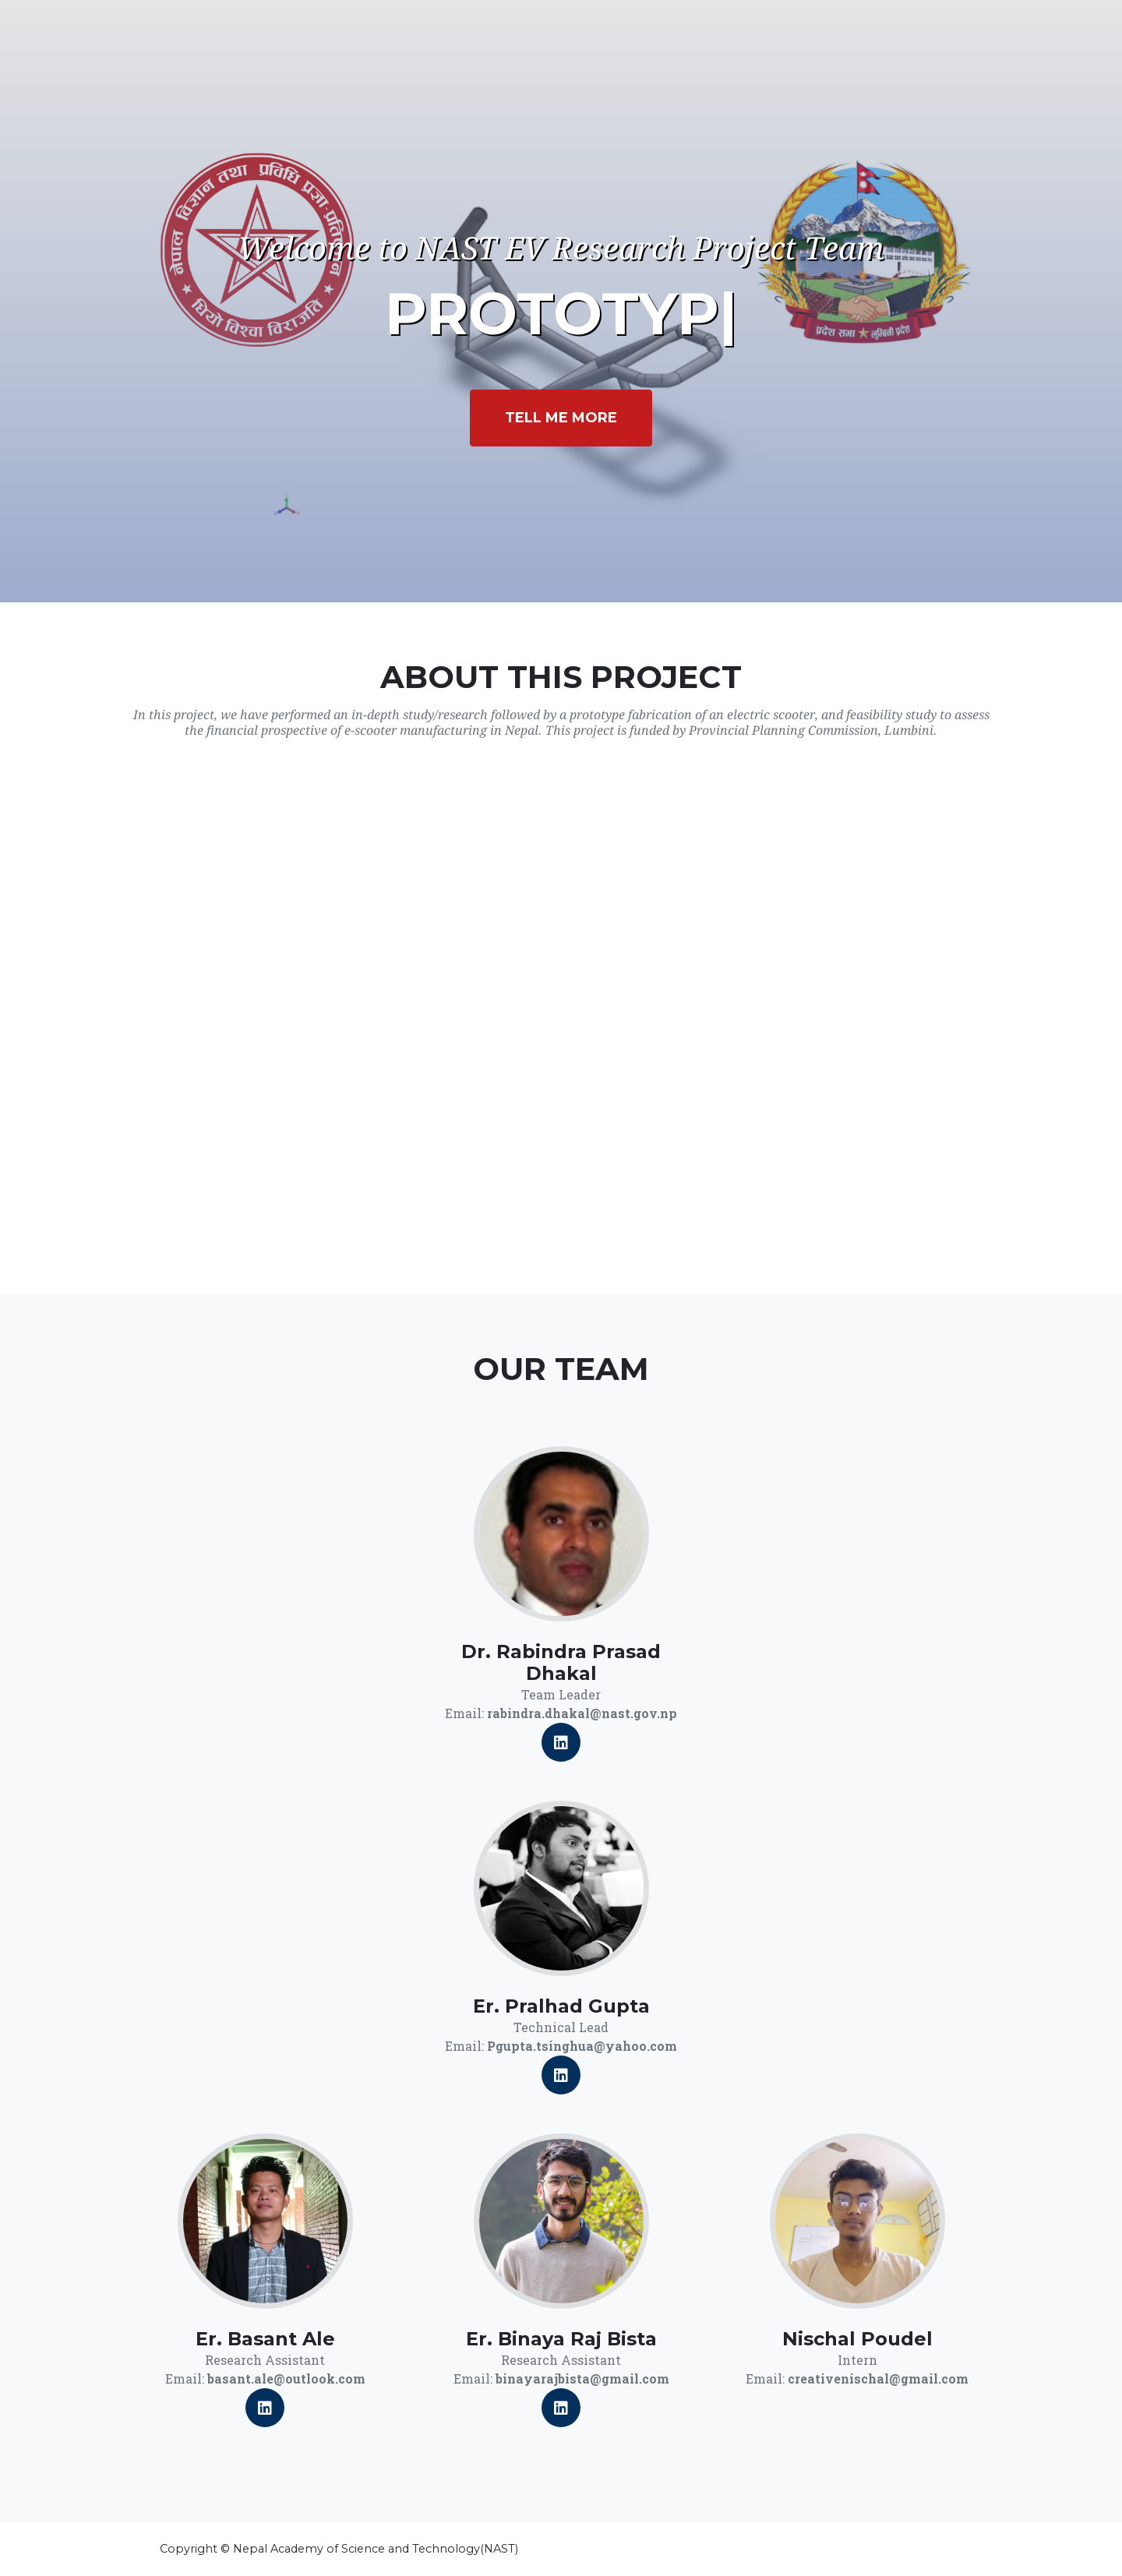 नेपाल विज्ञान तथा प्रविधि प्रज्ञा-प्रतिष्ठान
★ धियो विश्वा विराजति ★
Welcome to NAST EV Research Project Team
PROTOTYP|
प्रदेश सभा ★ लुम्बिनी प्रदेश
TELL ME MORE
ABOUT THIS PROJECT
In this project, we have performed an in-depth study/research followed by a prototype fabrication of an electric scooter, and feasibility study to assess
the financial prospective of e-scooter manufacturing in Nepal. This project is funded by Provincial Planning Commission, Lumbini.
OUR TEAM
Dr. Rabindra Prasad
Dhakal
Team Leader
Email: rabindra.dhakal@nast.gov.np
Er. Pralhad Gupta
Technical Lead
Email: Pgupta.tsinghua@yahoo.com
Er. Basant Ale
Research Assistant
Email: basant.ale@outlook.com
Er. Binaya Raj Bista
Research Assistant
Email: binayarajbista@gmail.com
Nischal Poudel
Intern
Email: creativenischal@gmail.com
Copyright © Nepal Academy of Science and Technology(NAST)